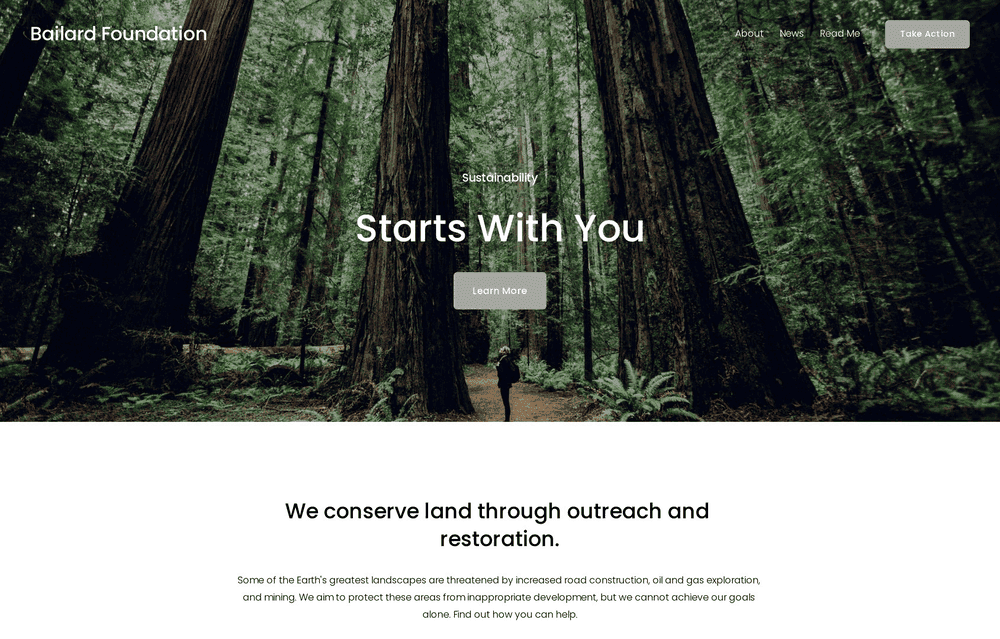 Bailard Foundation
About
News
Read Me
Take Action
Sustainability
Starts With You
Learn More
We conserve land through outreach and
restoration.
Some of the Earth's greatest landscapes are threatened by increased road construction, oil and gas exploration,
and mining. We aim to protect these areas from inappropriate development, but we cannot achieve our goals
alone. Find out how you can help.